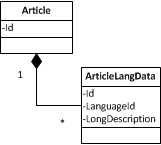 Article
-Id
1
*
ArticleLangData
-Id
-LanguageId
-LongDescription